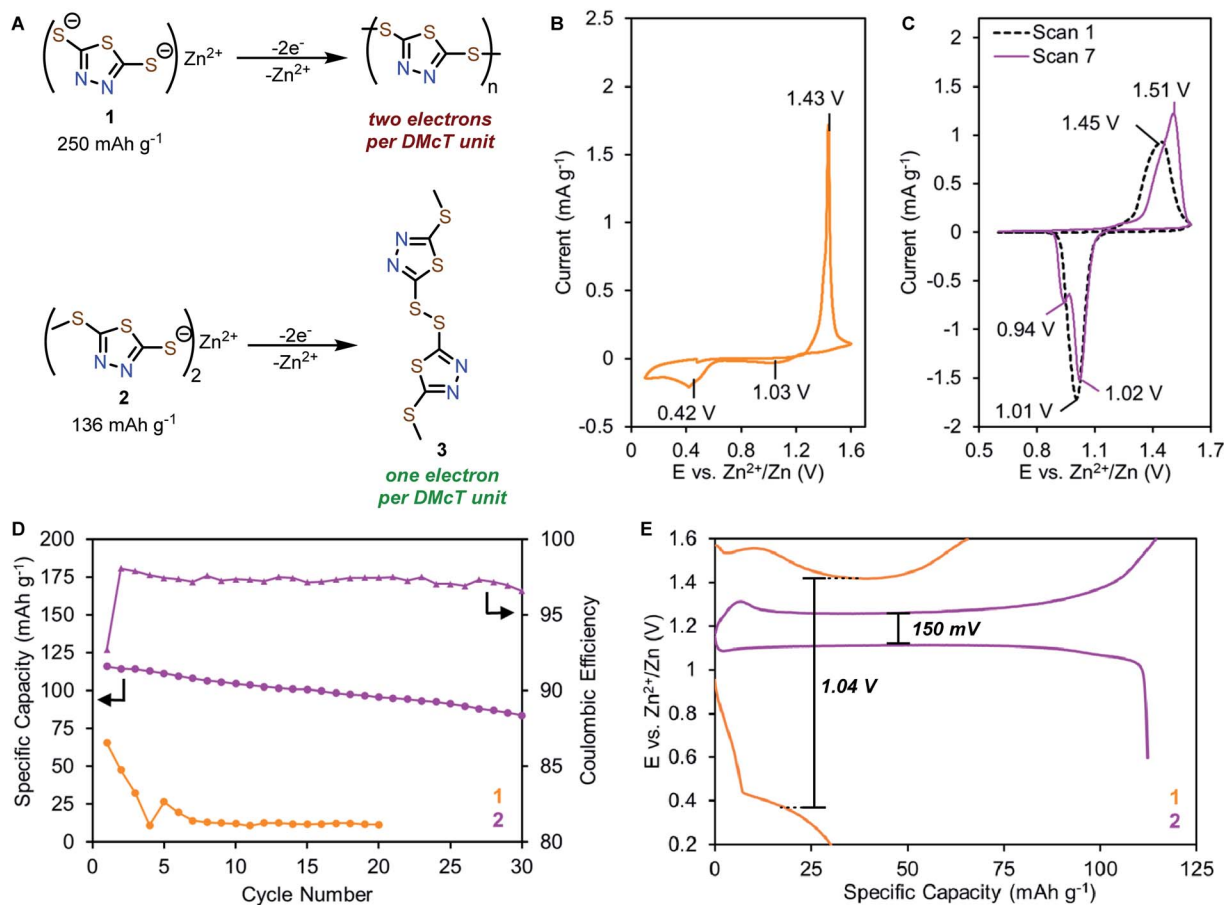 A
S⊖
S
S⊖
N N
Zn²⁺
-2e⁻
-Zn²⁺
S
S
S
N N
n
1
250 mAh g⁻¹
two electrons
per DMcT unit
S
N
N
S
S
S
S
N
N
S
S
S
S⊖
N N
2
Zn²⁺
-2e⁻
-Zn²⁺
2
136 mAh g⁻¹
3
one electron
per DMcT unit
B
2.5
2
1.5
1
0.5
0
-0.5
Current (mA g⁻¹)
1.43 V
0.42 V
1.03 V
0 0.4 0.8 1.2 1.6
E vs. Zn²⁺/Zn (V)
C
Scan 1
Scan 7
2
1.5
1
0.5
0
-0.5
-1
-1.5
-2
Current (mA g⁻¹)
1.51 V
1.45 V
0.94 V
1.01 V
1.02 V
0.5 0.8 1.1 1.4 1.7
E vs. Zn²⁺/Zn (V)
D
200
175
150
125
100
75
50
25
0
Specific Capacity (mAh g⁻¹)
100
95
90
85
80
Coulombic Efficiency
1
2
0 5 10 15 20 25 30
Cycle Number
E
1.6
1.4
1.2
1.0
0.8
0.6
0.4
0.2
E vs. Zn²⁺/Zn (V)
150 mV
1.04 V
1
2
0 25 50 75 100 125
Specific Capacity (mAh g⁻¹)